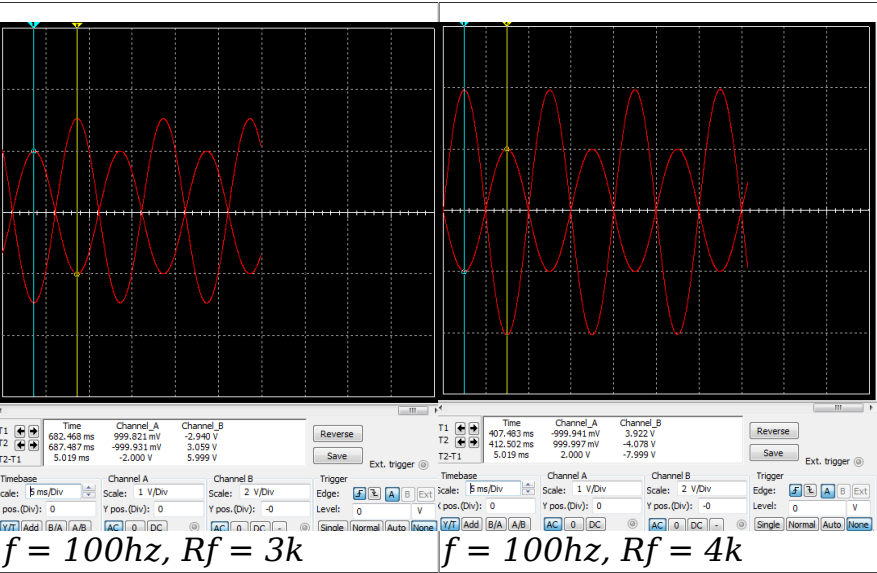 T1
Time Channel_A Channel_B
682.468 ms 999.821 mV -2.940 V
T2 687.487 ms -999.931 mV 3.059 V
T2-T1 5.019 ms -2.000 V 5.999 V
Reverse
Save
Ext. trigger
Timebase Channel A Channel B Trigger
cale: 5 ms/Div Scale: 1 V/Div Scale: 2 V/Div Edge: A B Ext
pos.(Div): 0 Y pos.(Div): 0 Y pos.(Div): -0 Level: 0 V
Y/T Add B/A A/B AC 0 DC AC 0 DC - Single Normal Auto None
f = 100hz, Rf = 3k
T1
Time Channel_A Channel_B
407.483 ms -999.941 mV 3.922 V
T2 412.502 ms 999.997 mV -4.078 V
T2-T1 5.019 ms 2.000 V -7.999 V
Reverse
Save
Ext. trigger
Timebase Channel A Channel B Trigger
cale: 5 ms/Div Scale: 1 V/Div Scale: 2 V/Div Edge: A B Ext
pos.(Div): 0 Y pos.(Div): 0 Y pos.(Div): -0 Level: 0 V
Y/T Add B/A A/B AC 0 DC AC 0 DC - Single Normal Auto None
f = 100hz, Rf = 4k